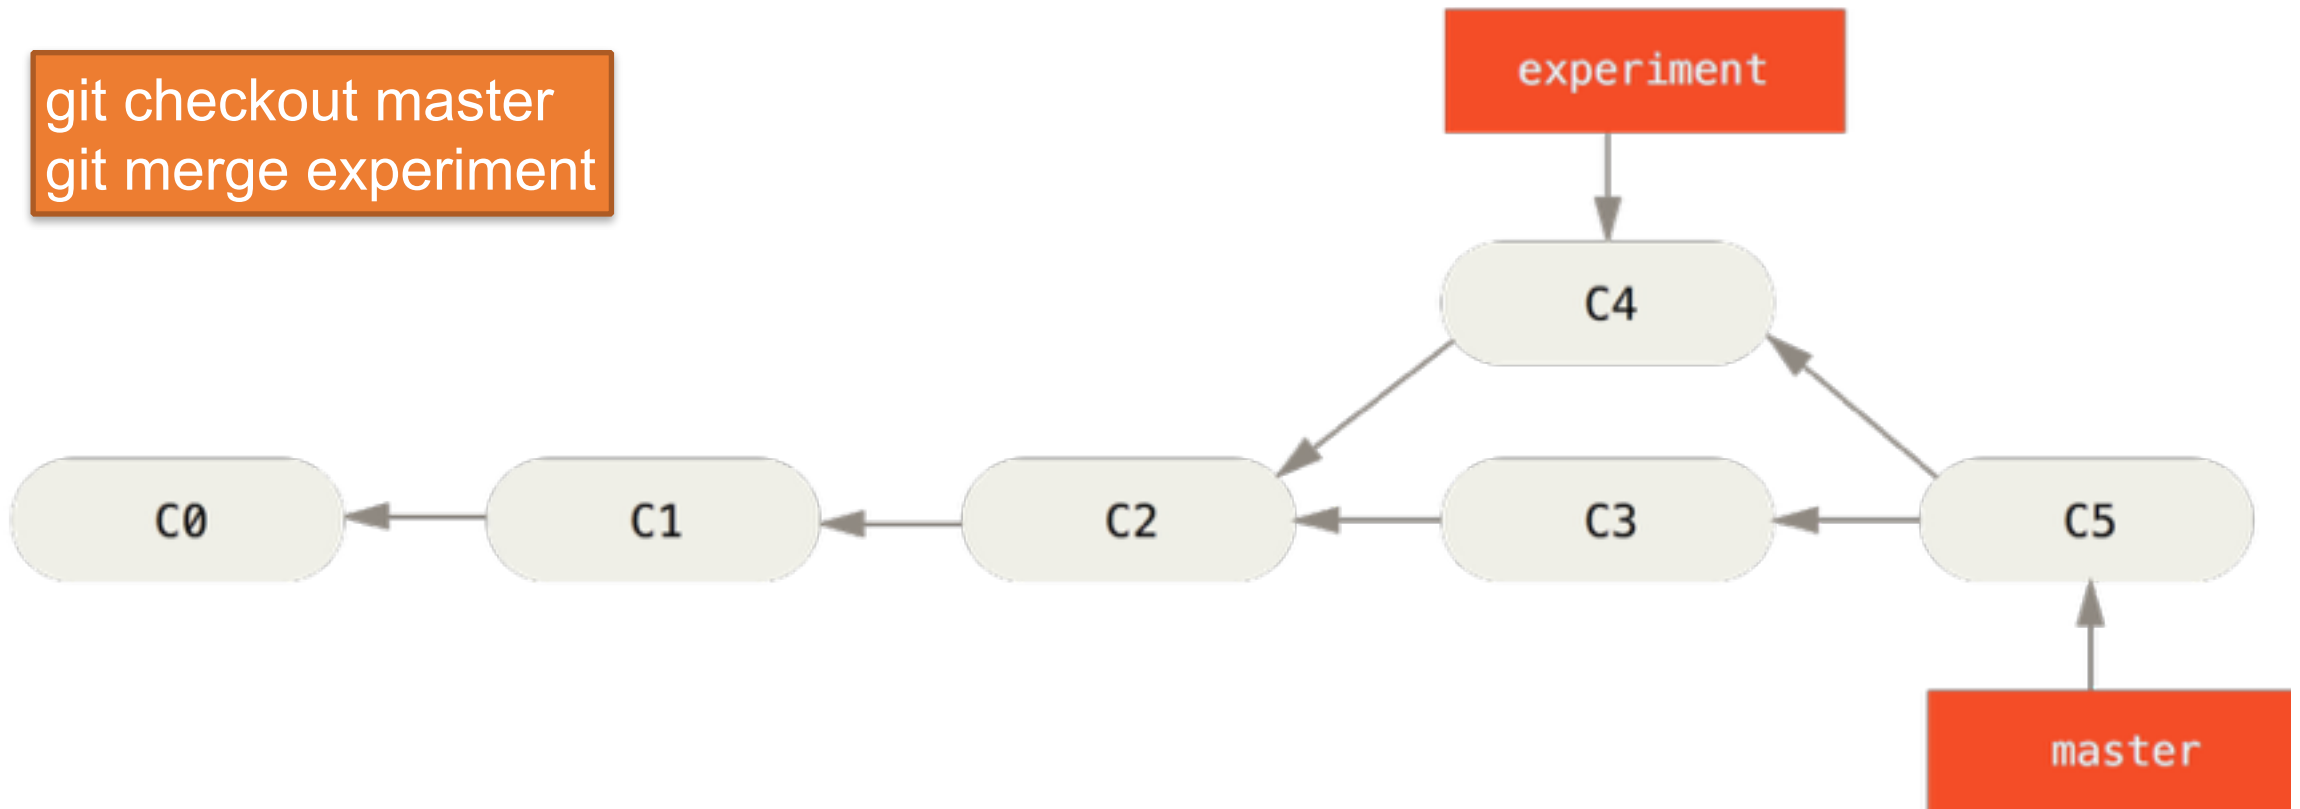 git checkout master
git merge experiment
experiment
C4
C0
C1
C2
C3
C5
master